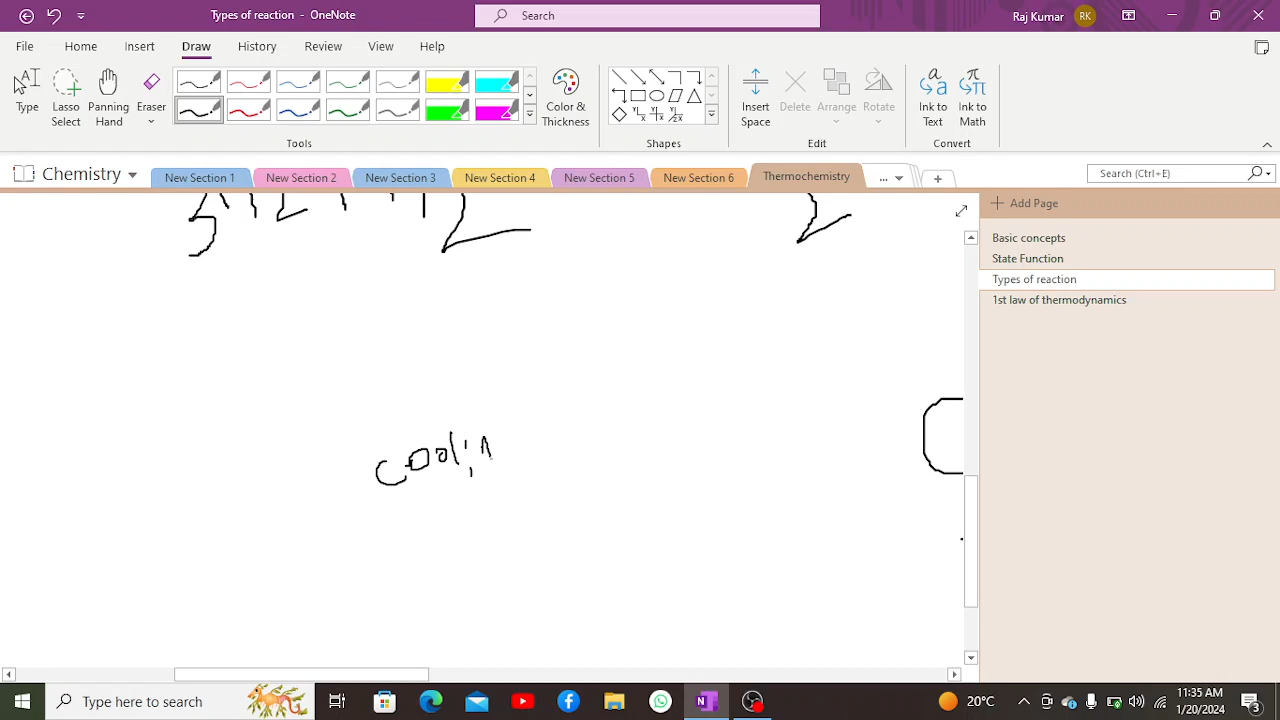 Types of reaction - OneNote
Search
Raj Kumar RK
File Home Insert Draw History Review View Help
Type Lasso Select Panning Hand Eraser
Color & Thickness
Insert Space Delete Arrange Rotate
Ink to Text Ink to Math
Tools Shapes Edit Convert
Chemistry New Section 1 New Section 2 New Section 3 New Section 4 New Section 5 New Section 6 Thermochemistry ... Search (Ctrl+E)
Add Page
Basic concepts
State Function
Types of reaction
1st law of thermodynamics
coolin
Type here to search
20°C
11:35 AM
1/20/2024
3